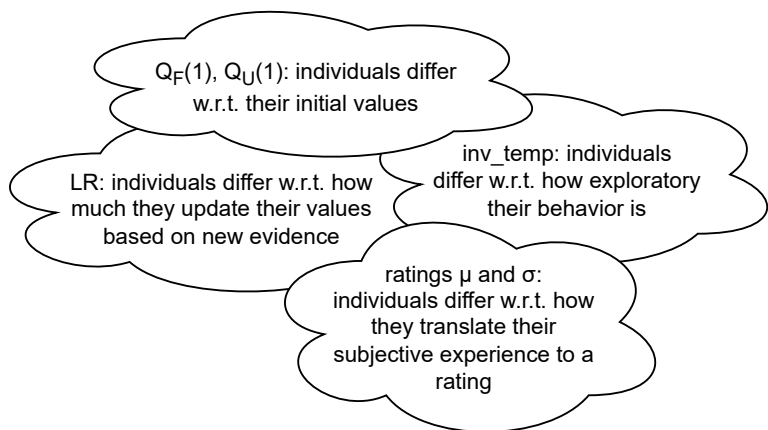 Q_F(1), Q_U(1): individuals differ
w.r.t. their initial values
LR: individuals differ w.r.t. how
much they update their values
based on new evidence
inv_temp: individuals
differ w.r.t. how exploratory
their behavior is
ratings μ and σ:
individuals differ w.r.t. how
they translate their
subjective experience to a
rating